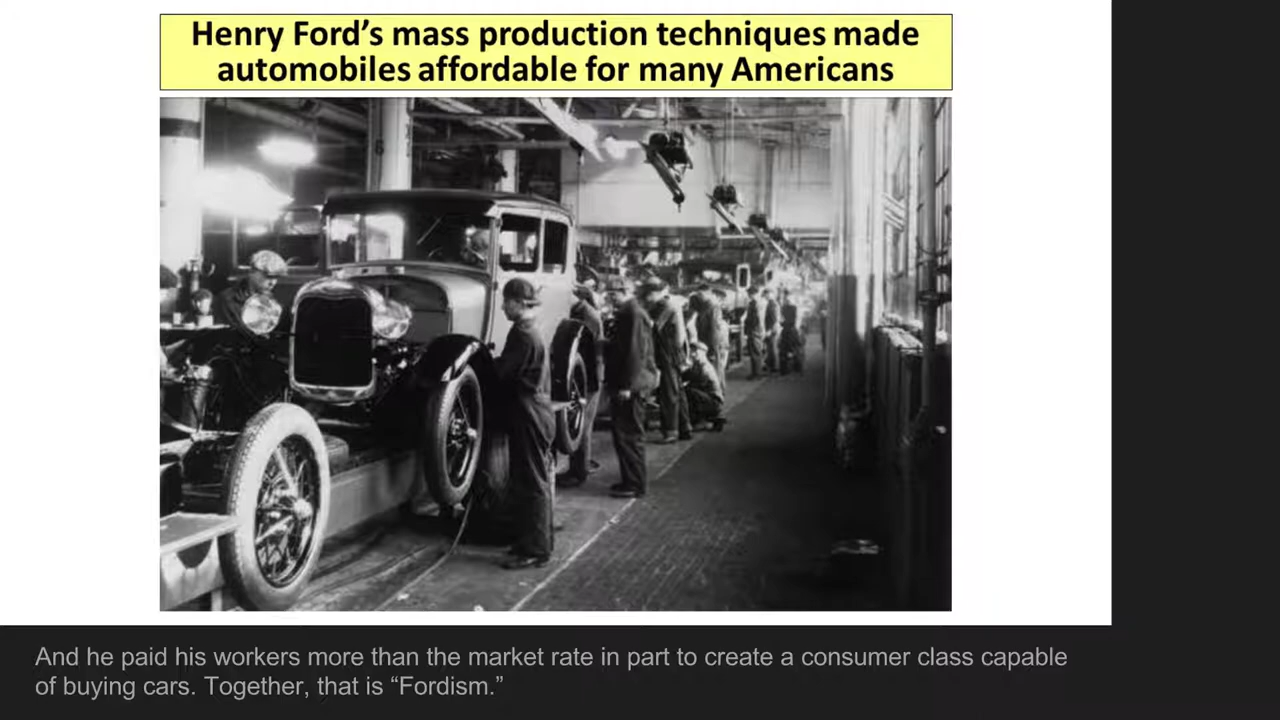 Henry Ford’s mass production techniques made
automobiles affordable for many Americans
And he paid his workers more than the market rate in part to create a consumer class capable
of buying cars. Together, that is “Fordism.”